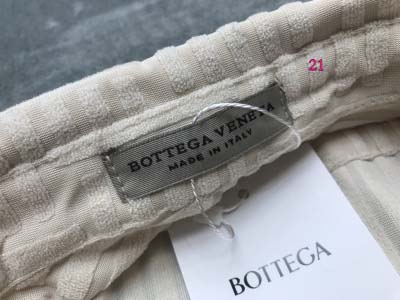 21
BOTTEGA VENETA
MADE IN ITALY
BOTTEGA